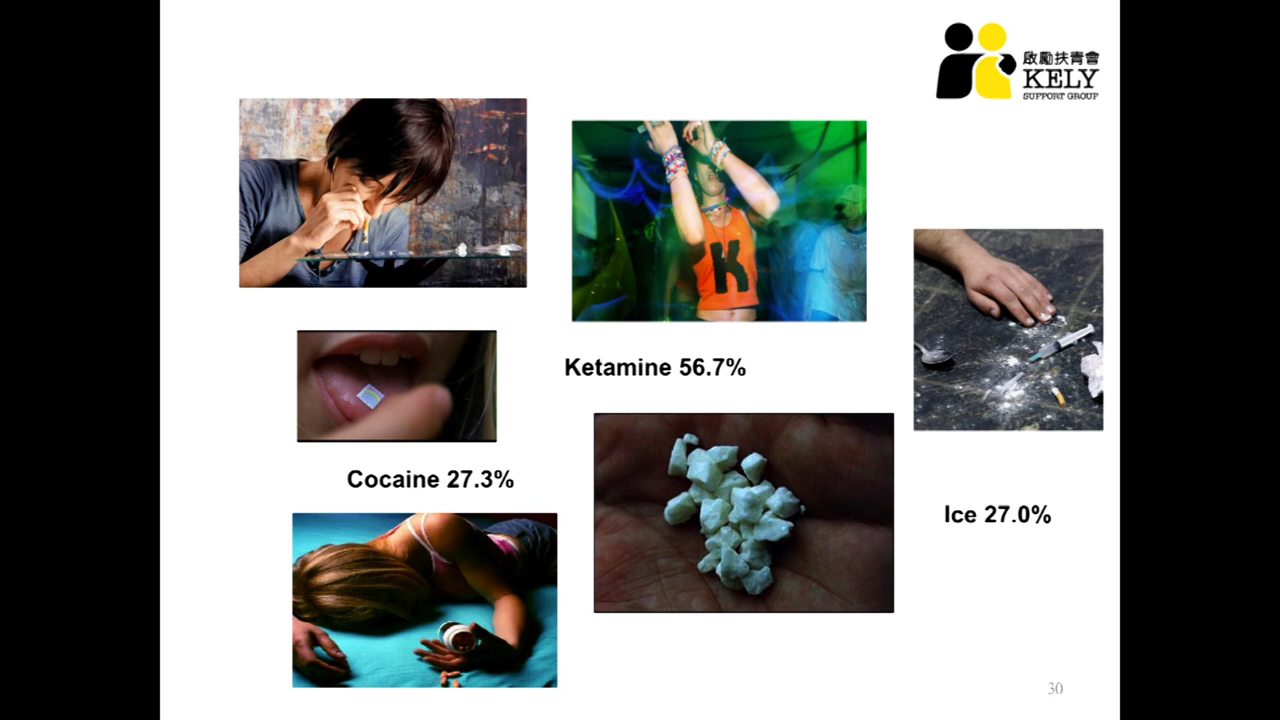 啟勵扶青會
KELY
SUPPORT GROUP
K
Ketamine 56.7%
Cocaine 27.3%
Ice 27.0%
30